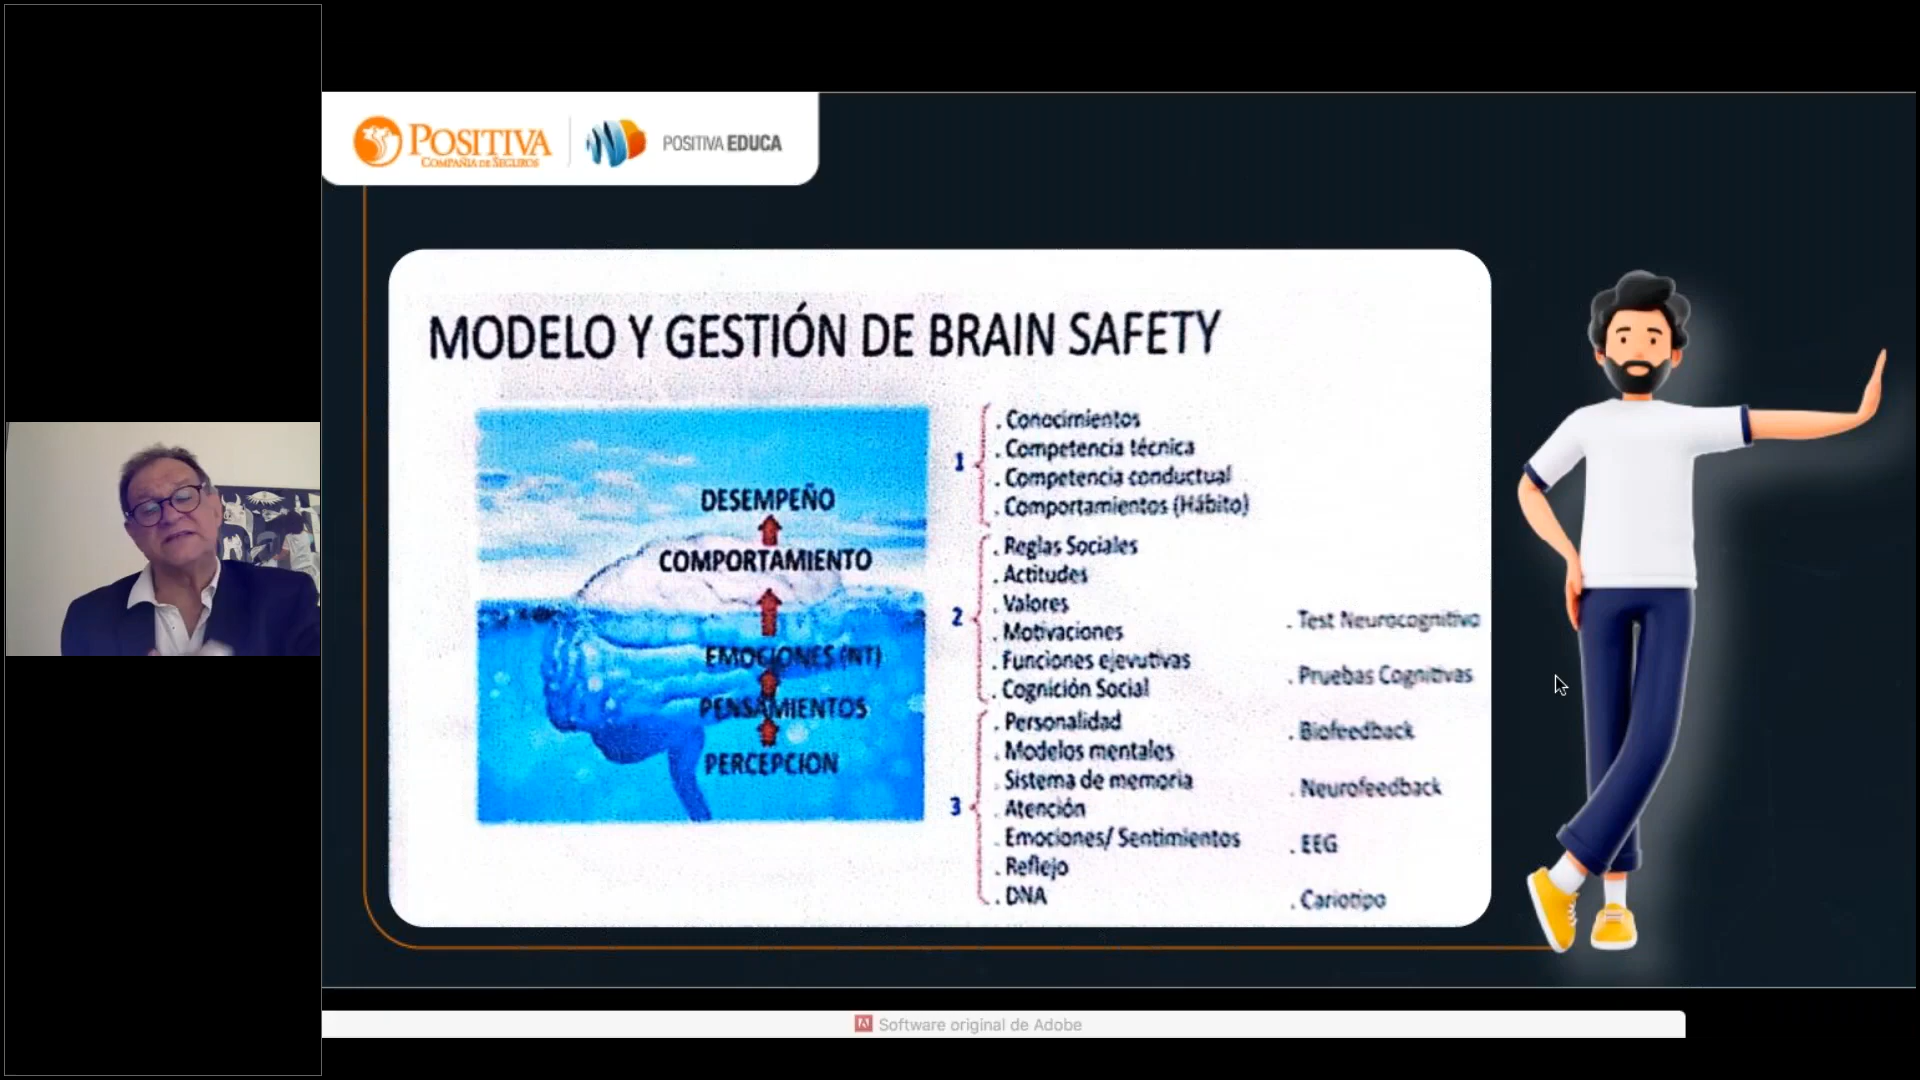 POSITIVA
COMPAÑÍA DE SEGUROS
POSITIVA EDUCA
MODELO Y GESTIÓN DE BRAIN SAFETY
DESEMPEÑO
COMPORTAMIENTO
EMOCIONES (NT)
PENSAMIENTOS
PERCEPCION
1
. Conocimientos
. Competencia técnica
. Competencia conductual
. Comportamientos (Hábito)
2
. Reglas Sociales
. Actitudes
. Valores
. Motivaciones
. Funciones ejevutivas
. Cognición Social
3
. Personalidad
. Modelos mentales
. Sistema de memoria
. Atención
. Emociones/ Sentimientos
. Reflejo
. DNA
. Test Neurocognitivo
. Pruebas Cognitivas
. Biofeedback
. Neurofeedback
. EEG
. Cariotipo
Software original de Adobe